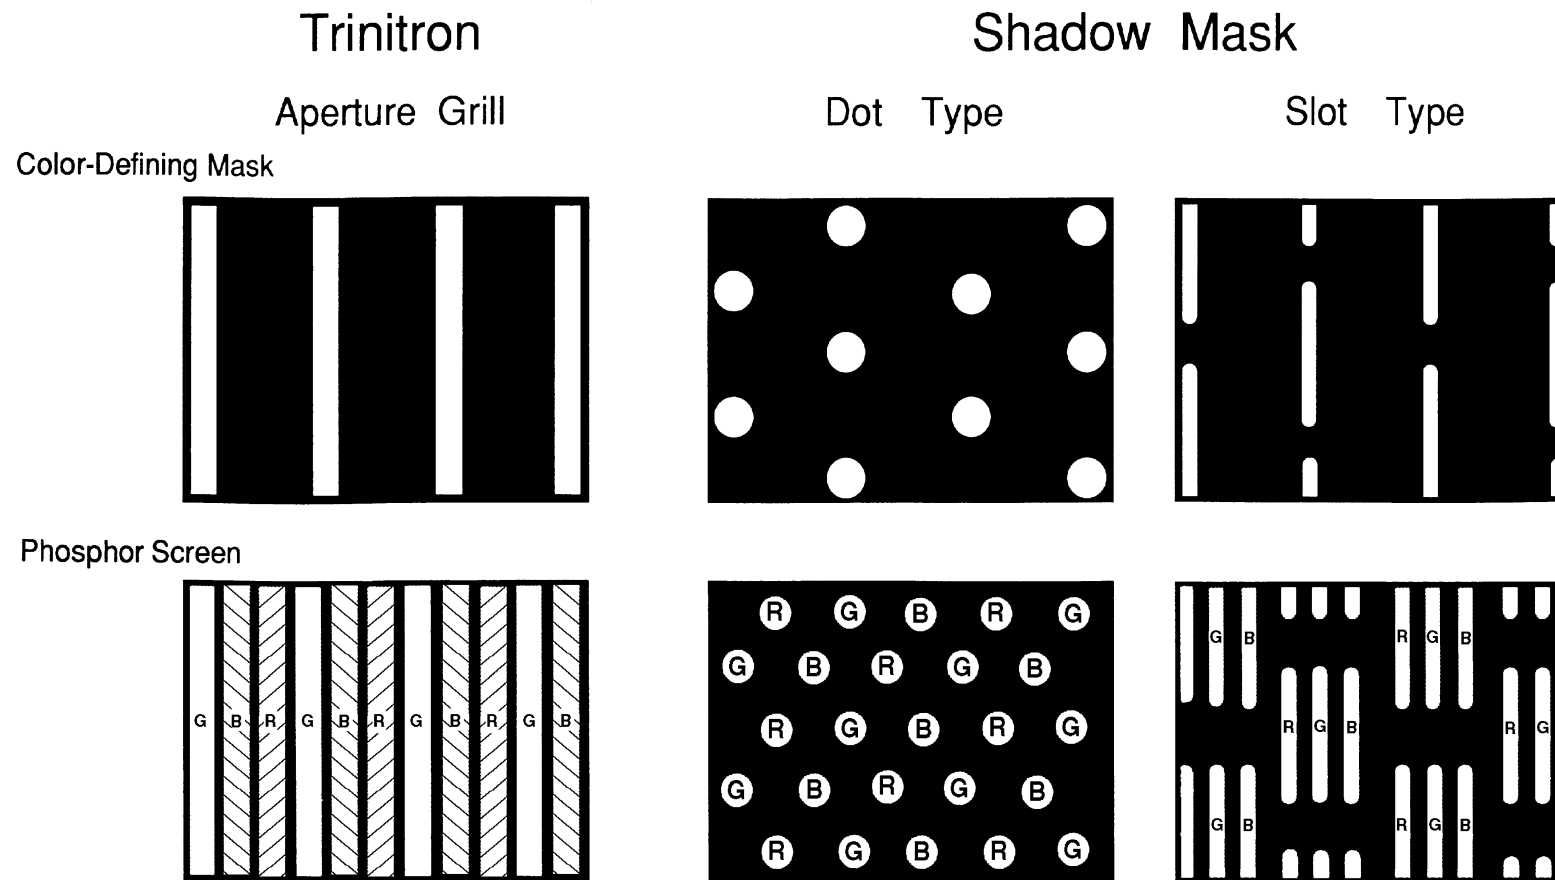 Trinitron
Shadow Mask
Aperture Grill
Dot Type
Slot Type
Color-Defining Mask
Phosphor Screen
G B R G B R G B R G B
R G B R G
G B R G B
R G B R G
G B R G B
R G B R G
G B R G B
R G B R G
G B R G B